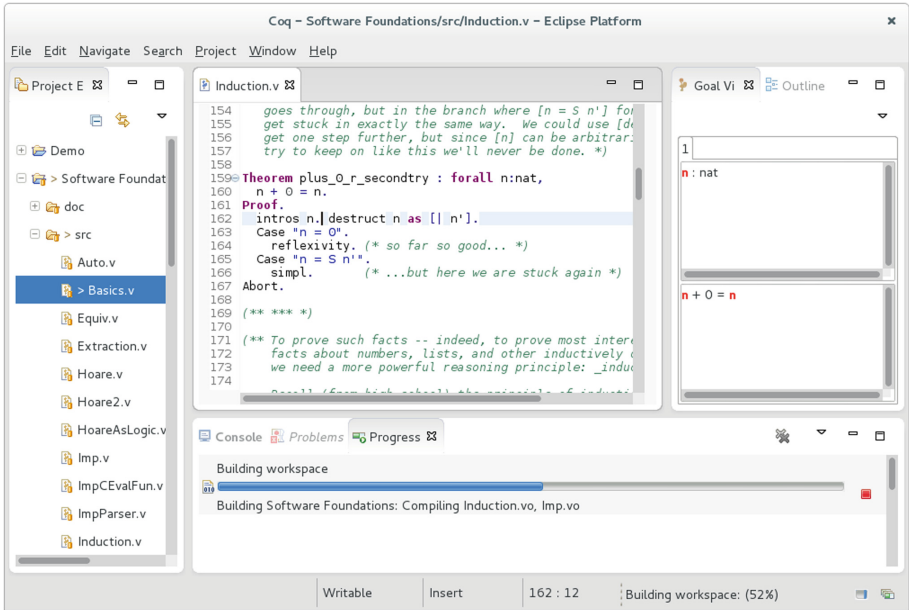 Coq – Software Foundations/src/Induction.v – Eclipse Platform
File Edit Navigate Search Project Window Help
Project E
Demo
> Software Foundat
doc
> src
Auto.v
> Basics.v
Equiv.v
Extraction.v
Hoare.v
Hoare2.v
HoareAsLogic.v
Imp.v
ImpCEvalFun.v
ImpParser.v
Induction.v
Induction.v
154 goes through, but in the branch where [n = S n'] for
155 get stuck in exactly the same way. We could use [de
156 get one step further, but since [n] can be arbitrari
157 try to keep on like this we'll never be done. *)
158
159 Theorem plus_0_r_secondtry : forall n:nat,
160 n + 0 = n.
161 Proof.
162 intros n. destruct n as [| n'].
163 Case "n = 0".
164 reflexivity. (* so far so good... *)
165 Case "n = S n'".
166 simpl. (* ...but here we are stuck again *)
167 Abort.
168
169 (** *** *)
170
171 (** To prove such facts -- indeed, to prove most intere
172 facts about numbers, lists, and other inductively d
173 we need a more powerful reasoning principle: _induc
174
Goal Vi Outline
1
n : nat
n + 0 = n
Console Problems Progress
Building workspace
Building Software Foundations: Compiling Induction.vo, Imp.vo
Writable Insert 162 : 12 Building workspace: (52%)